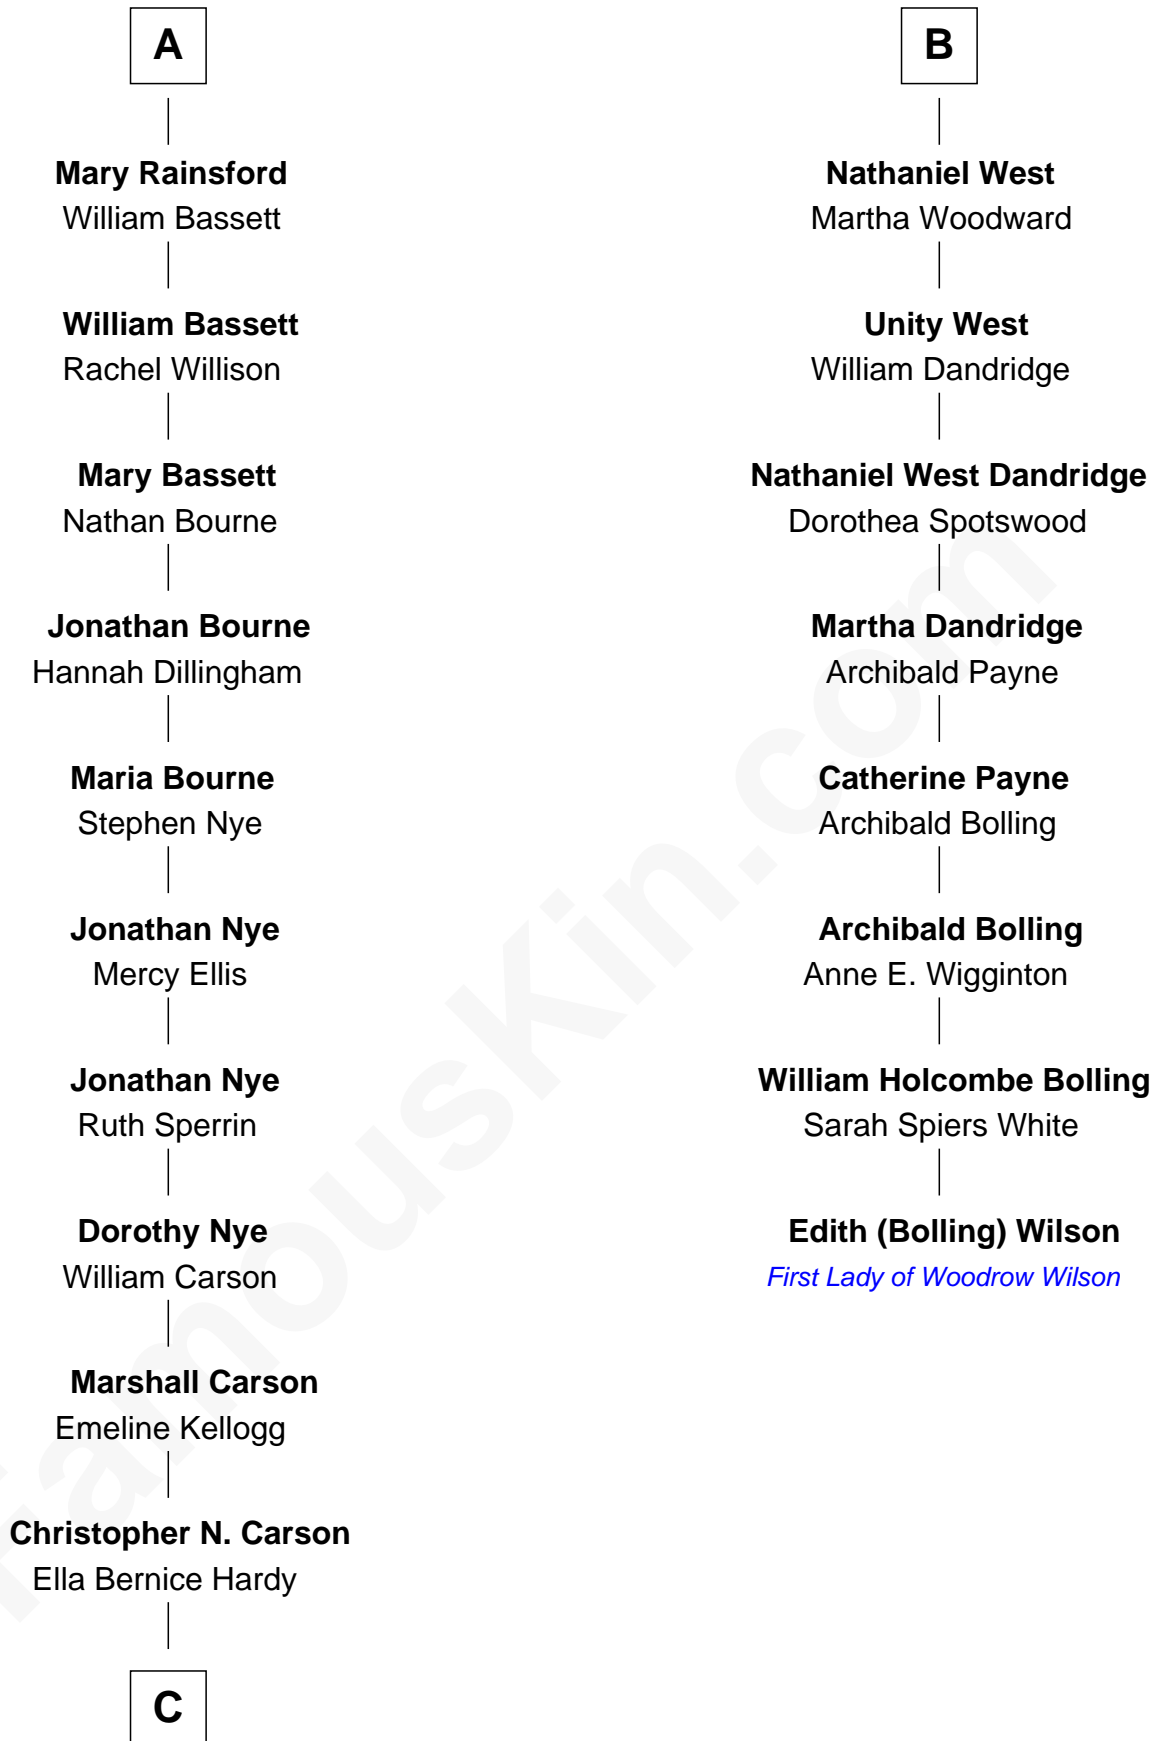 A
Mary Rainsford
William Bassett
William Bassett
Rachel Willison
Mary Bassett
Nathan Bourne
Jonathan Bourne
Hannah Dillingham
Maria Bourne
Stephen Nye
Jonathan Nye
Mercy Ellis
Jonathan Nye
Ruth Sperrin
Dorothy Nye
William Carson
Marshall Carson
Emeline Kellogg
Christopher N. Carson
Ella Bernice Hardy
C
B
Nathaniel West
Martha Woodward
Unity West
William Dandridge
Nathaniel West Dandridge
Dorothea Spotswood
Martha Dandridge
Archibald Payne
Catherine Payne
Archibald Bolling
Archibald Bolling
Anne E. Wigginton
William Holcombe Bolling
Sarah Spiers White
Edith (Bolling) Wilson
First Lady of Woodrow Wilson
FamousKin.com